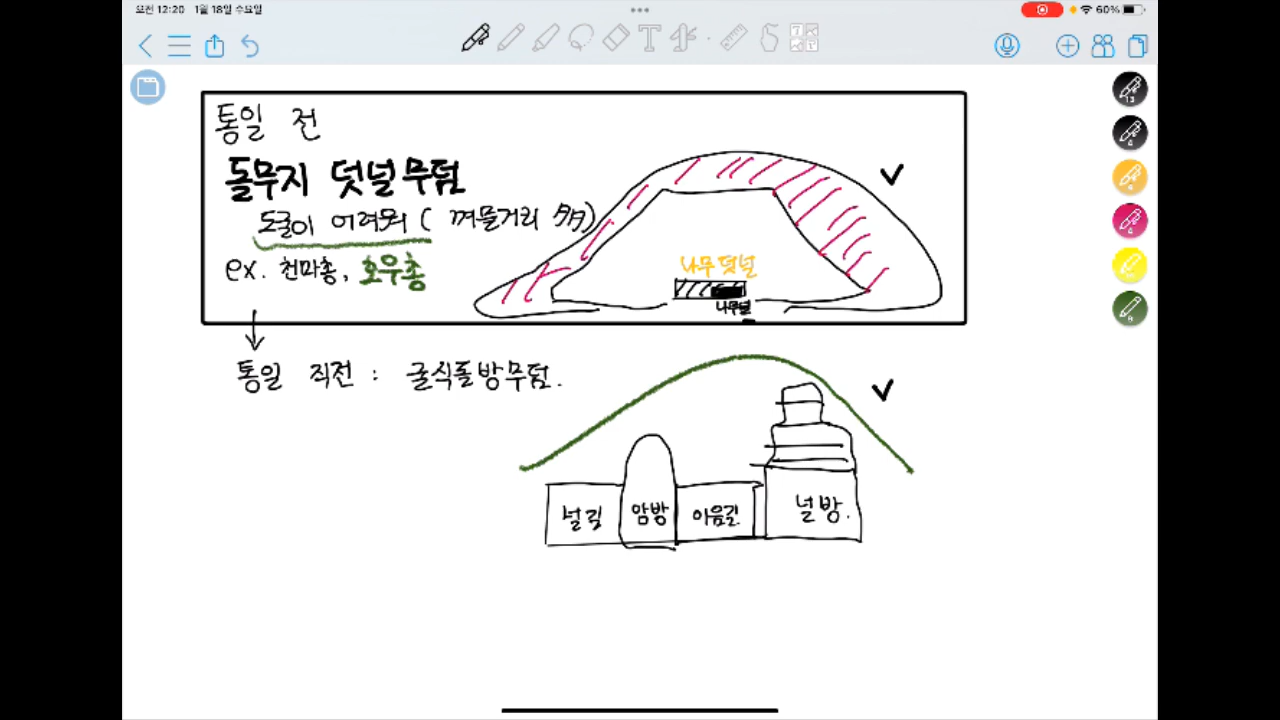 오전 12:20 1월 18일 수요일
60%
통일 전
돌무지 덧널무덤
도굴이 어려워 ( 껴묻거리 多)
ex. 천마총, 호우총
나무덧널
나무널
통일 직전 : 굴식돌방무덤.
널길 앞방 이음길 널방.